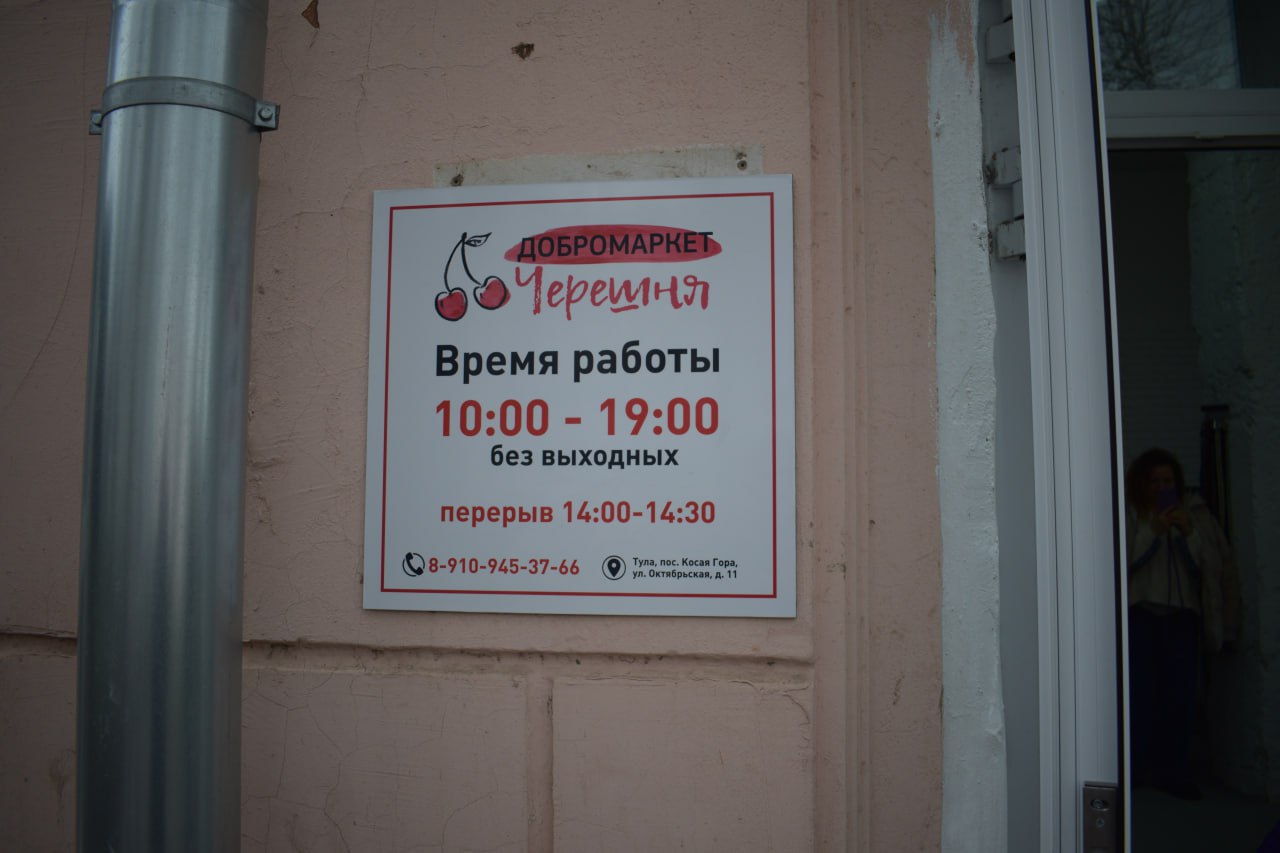 ДОБРОМАРКЕТ
Черешня
Время работы
10:00 - 19:00
без выходных
перерыв 14:00-14:30
8-910-945-37-66
Тула, пос. Косая Гора,
ул. Октябрьская, д. 11